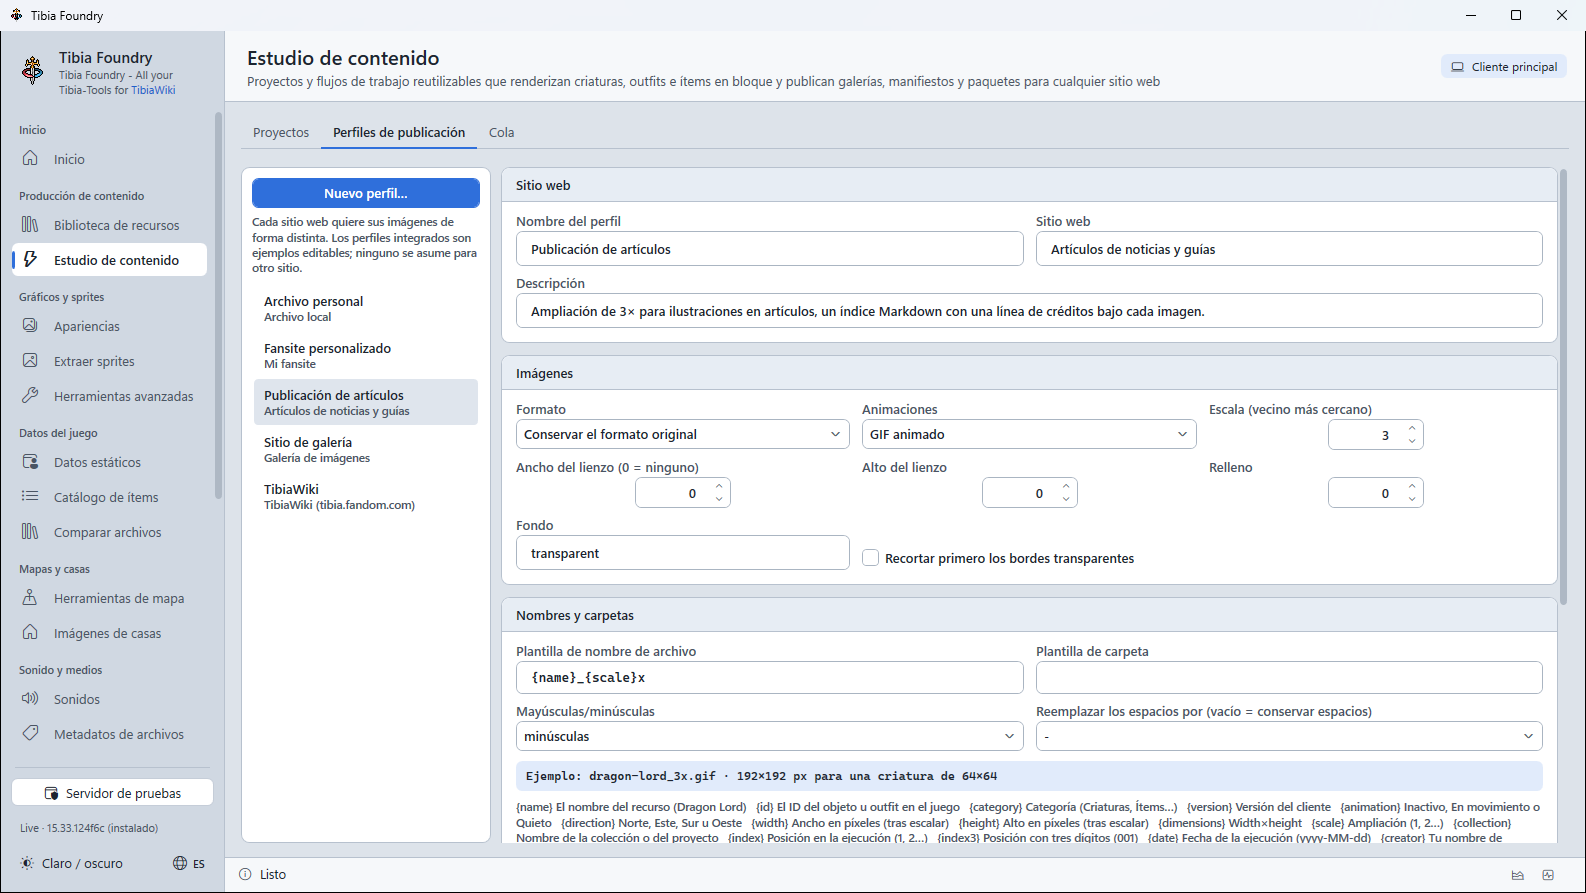 Tibia Foundry
Tibia Foundry
Tibia Foundry - All your
Tibia-Tools for TibiaWiki
Inicio
Inicio
Producción de contenido
Biblioteca de recursos
Estudio de contenido
Gráficos y sprites
Apariencias
Extraer sprites
Herramientas avanzadas
Datos del juego
Datos estáticos
Catálogo de ítems
Comparar archivos
Mapas y casas
Herramientas de mapa
Imágenes de casas
Sonido y medios
Sonidos
Metadatos de archivos
Servidor de pruebas
Live · 15.33.124f6c (instalado)
Claro / oscuro
ES
Estudio de contenido
Proyectos y flujos de trabajo reutilizables que renderizan criaturas, outfits e ítems en bloque y publican galerías, manifiestos y paquetes para cualquier sitio web
Cliente principal
Proyectos
Perfiles de publicación
Cola
Nuevo perfil...
Cada sitio web quiere sus imágenes de
forma distinta. Los perfiles integrados son
ejemplos editables; ninguno se asume para
otro sitio.
Archivo personal
Archivo local
Fansite personalizado
Mi fansite
Publicación de artículos
Artículos de noticias y guías
Sitio de galería
Galería de imágenes
TibiaWiki
TibiaWiki (tibia.fandom.com)
Sitio web
Nombre del perfil
Sitio web
Publicación de artículos
Artículos de noticias y guías
Descripción
Ampliación de 3× para ilustraciones en artículos, un índice Markdown con una línea de créditos bajo cada imagen.
Imágenes
Formato
Animaciones
Escala (vecino más cercano)
Conservar el formato original
GIF animado
3
Ancho del lienzo (0 = ninguno)
Alto del lienzo
Relleno
0
0
0
Fondo
transparent
Recortar primero los bordes transparentes
Nombres y carpetas
Plantilla de nombre de archivo
Plantilla de carpeta
{name}_{scale}x
Mayúsculas/minúsculas
Reemplazar los espacios por (vacío = conservar espacios)
minúsculas
-
Ejemplo: dragon-lord_3x.gif · 192×192 px para una criatura de 64×64
{name} El nombre del recurso (Dragon Lord) {id} El ID del objeto u outfit en el juego {category} Categoría (Criaturas, Ítems...) {version} Versión del cliente {animation} Inactivo, En movimiento o
Quieto {direction} Norte, Este, Sur u Oeste {width} Ancho en píxeles (tras escalar) {height} Alto en píxeles (tras escalar) {dimensions} Width×height {scale} Ampliación (1, 2...) {collection}
Nombre de la colección o del proyecto {index} Posición en la ejecución (1, 2...) {index3} Posición con tres dígitos (001) {date} Fecha de la ejecución (yyyy-MM-dd) {creator} Tu nombre de
Listo